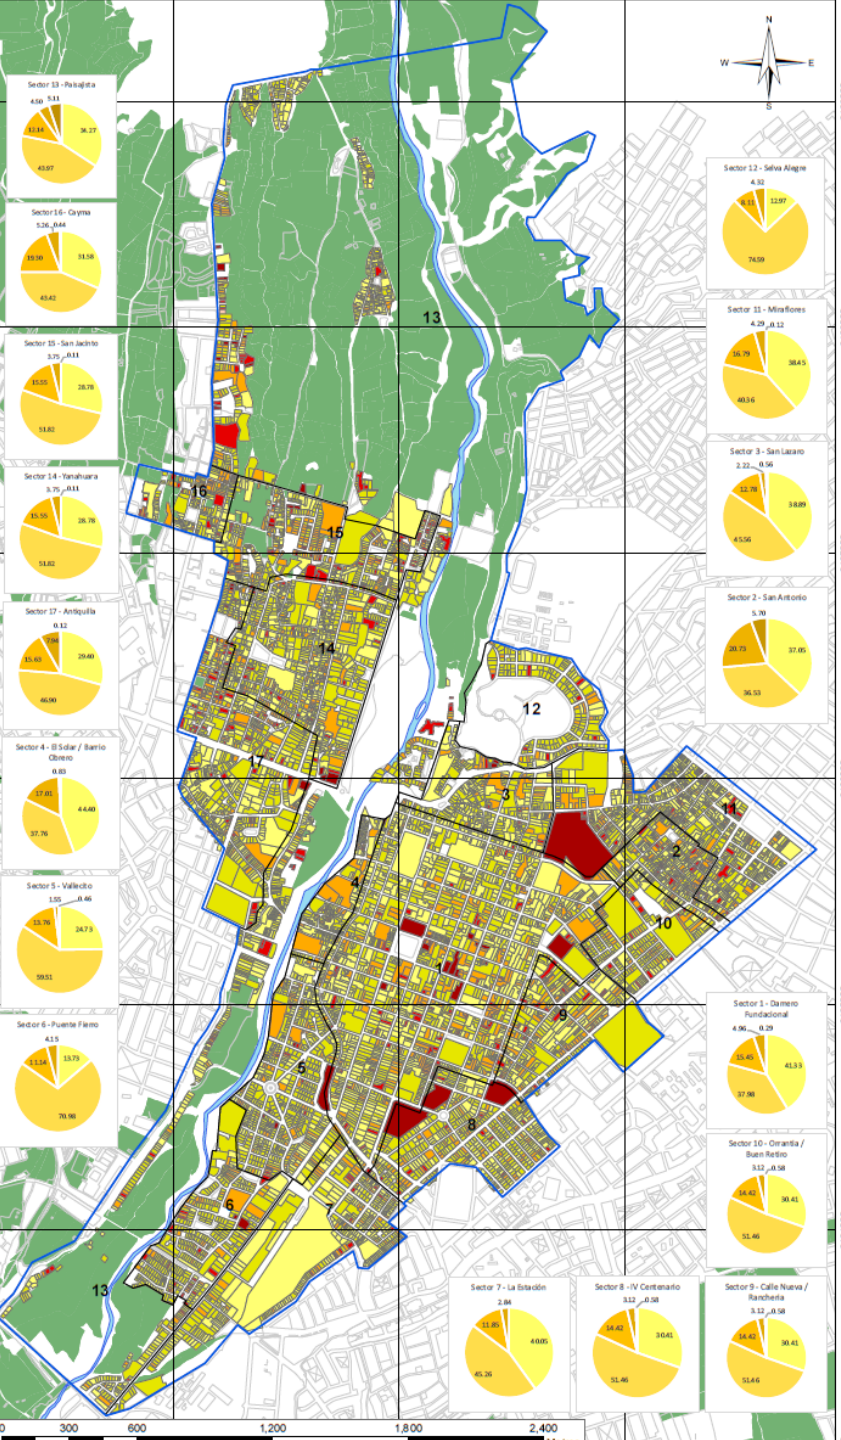 N
W E
S
Sector 13 - Paisajista
4.50 5.11
12.14 34.27
43.97
Sector 16 - Cayma
5.26 0.44
19.30 31.58
43.42
Sector 15 - San Jacinto
3.75 0.11
15.55 28.78
51.82
Sector 14 - Yanahuara
3.75 0.11
15.55 28.78
51.82
Sector 17 - Antiquilla
0.12
7.94
15.63 29.40
46.90
Sector 4 - El Solar / Barrio
Obrero
0.83
17.01 44.40
37.76
Sector 5 - Vallecito
1.55 0.46
13.76 24.73
59.51
Sector 6 - Puente Fierro
4.15
11.14 13.73
70.98
Sector 12 - Selva Alegre
4.32
8.11 12.97
74.59
Sector 11 - Miraflores
4.29 0.12
16.79 38.45
40.36
Sector 3 - San Lazaro
2.22 0.56
12.78 38.89
45.56
Sector 2 - San Antonio
5.70
20.73 37.05
36.53
Sector 1 - Damero
Fundacional
4.96 0.29
15.45 41.33
37.98
Sector 10 - Orrantia /
Buen Retiro
3.12 0.58
14.42 30.41
51.46
Sector 7 - La Estación
2.84
11.85 40.05
45.26
Sector 8 - IV Centenario
3.12 0.58
14.42 30.41
51.46
Sector 9 - Calle Nueva /
Rancheria
3.12 0.58
14.42 30.41
51.46
13
16
15
14
12
17
3
11
2
4
10
1
9
5
8
6
7
13
0 300 600 1,200 1,800 2,400